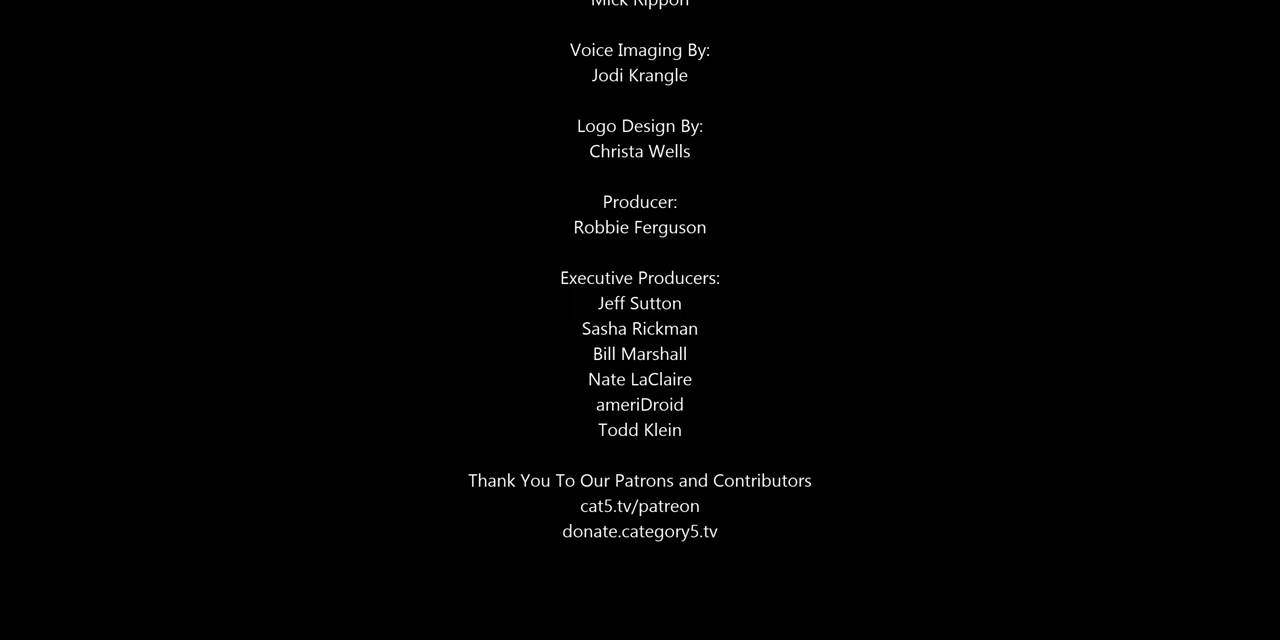 Mick Rippon
Voice Imaging By:
Jodi Krangle
Logo Design By:
Christa Wells
Producer:
Robbie Ferguson
Executive Producers:
Jeff Sutton
Sasha Rickman
Bill Marshall
Nate LaClaire
ameriDroid
Todd Klein
Thank You To Our Patrons and Contributors
cat5.tv/patreon
donate.category5.tv